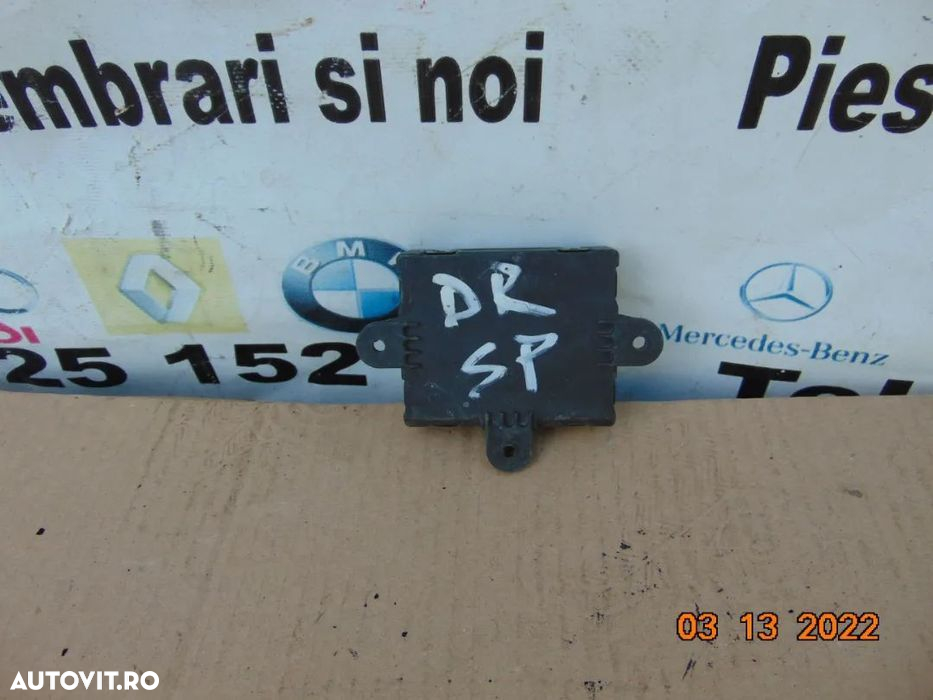 embrari si noi Pies
BMW
DR
SP
Mercedes-Benz
25 152
03 13 2022
AUTOVIT.RO